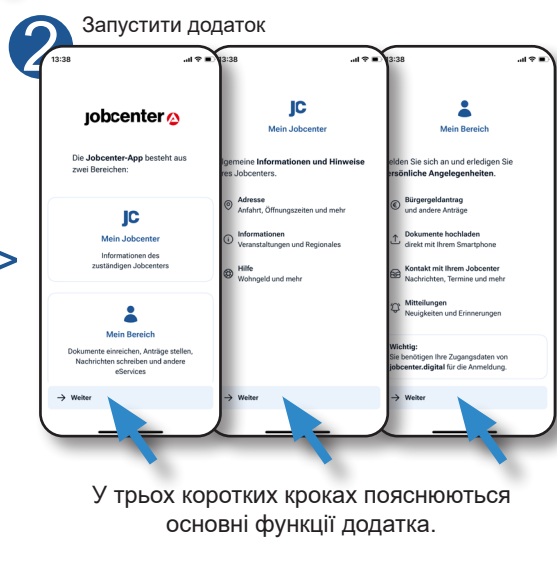 2
Запустити додаток
13:38
jobcenter
Die Jobcenter-App besteht aus
zwei Bereichen:
JC
Mein Jobcenter
Informationen des
zuständigen Jobcenters
Mein Bereich
Dokumente einreichen, Anträge stellen,
Nachrichten schreiben und andere
eServices
→ Weiter
13:38
JC
Mein Jobcenter
lgemeine Informationen und Hinweise
res Jobcenters.
Adresse
Anfahrt, Öffnungszeiten und mehr
Informationen
Veranstaltungen und Regionales
Hilfe
Wohngeld und mehr
→ Weiter
13:38
Mein Bereich
elden Sie sich an und erledigen Sie
ersönliche Angelegenheiten.
Bürgergeldantrag
und andere Anträge
Dokumente hochladen
direkt mit Ihrem Smartphone
Kontakt mit Ihrem Jobcenter
Nachrichten, Termine und mehr
Mitteilungen
Neuigkeiten und Erinnerungen
Wichtig:
Sie benötigen Ihre Zugangsdaten von
jobcenter.digital für die Anmeldung.
→ Weiter
>
У трьох коротких кроках пояснюються
основні функції додатка.